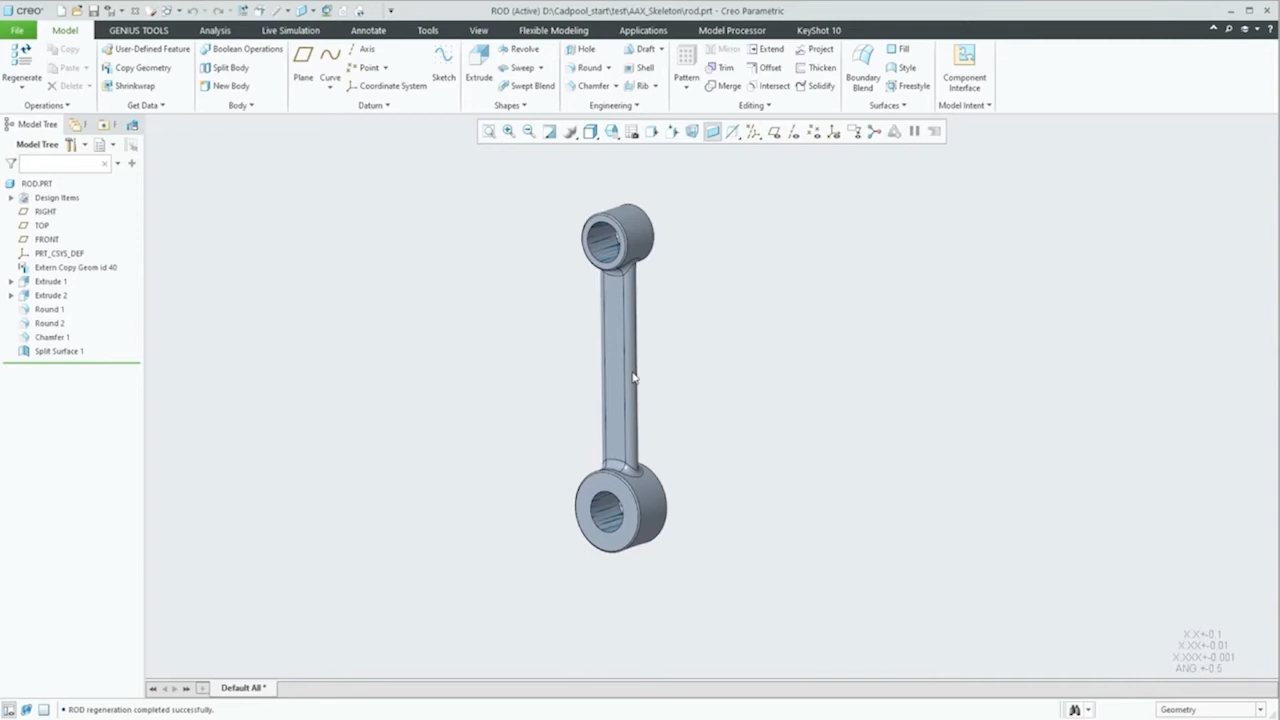 creo
ROD (Active) D:\Cadpool_start\test\AAX_Skeleton\rod.prt - Creo Parametric
File Model GENIUS TOOLS Analysis Live Simulation Annotate Tools View Flexible Modeling Applications Model Processor KeyShot 10
Regenerate
Copy
Paste
Delete
Operations
User-Defined Feature
Copy Geometry
Shrinkwrap
Get Data
Boolean Operations
Split Body
New Body
Body
Plane
Curve
Axis
Point
Coordinate System
Sketch
Datum
Extrude
Revolve
Sweep
Swept Blend
Shapes
Hole
Round
Chamfer
Draft
Shell
Rib
Engineering
Pattern
Mirror
Trim
Merge
Extend
Offset
Intersect
Project
Thicken
Solidify
Editing
Boundary
Blend
Fill
Style
Freestyle
Surfaces
Component
Interface
Model Intent
Model Tree
Model Tree
ROD.PRT
Design Items
RIGHT
TOP
FRONT
PRT_CSYS_DEF
Extern Copy Geom id 40
Extrude 1
Extrude 2
Round 1
Round 2
Chamfer 1
Split Surface 1
X.X+-0.1
X.XX+-0.01
X.XXX+-0.001
ANG.+-0.5
Default All *
• ROD regeneration completed successfully.
Geometry